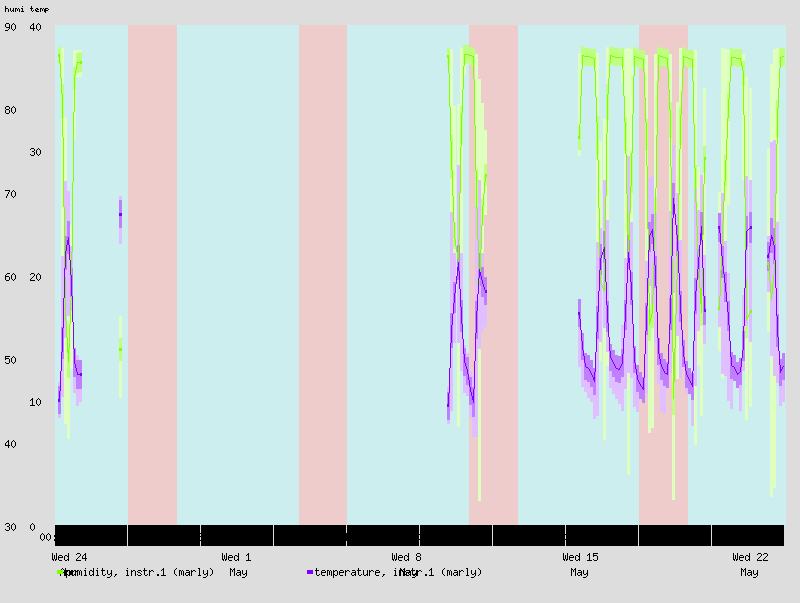 humi temp
90 40
80
30
70
60 20
50
10
40
30 0
00:
Wed 24 Wed 1 Wed 8 Wed 15 Wed 22
May May May May
humidity, instr.1 (marly) temperature, instr.1 (marly)